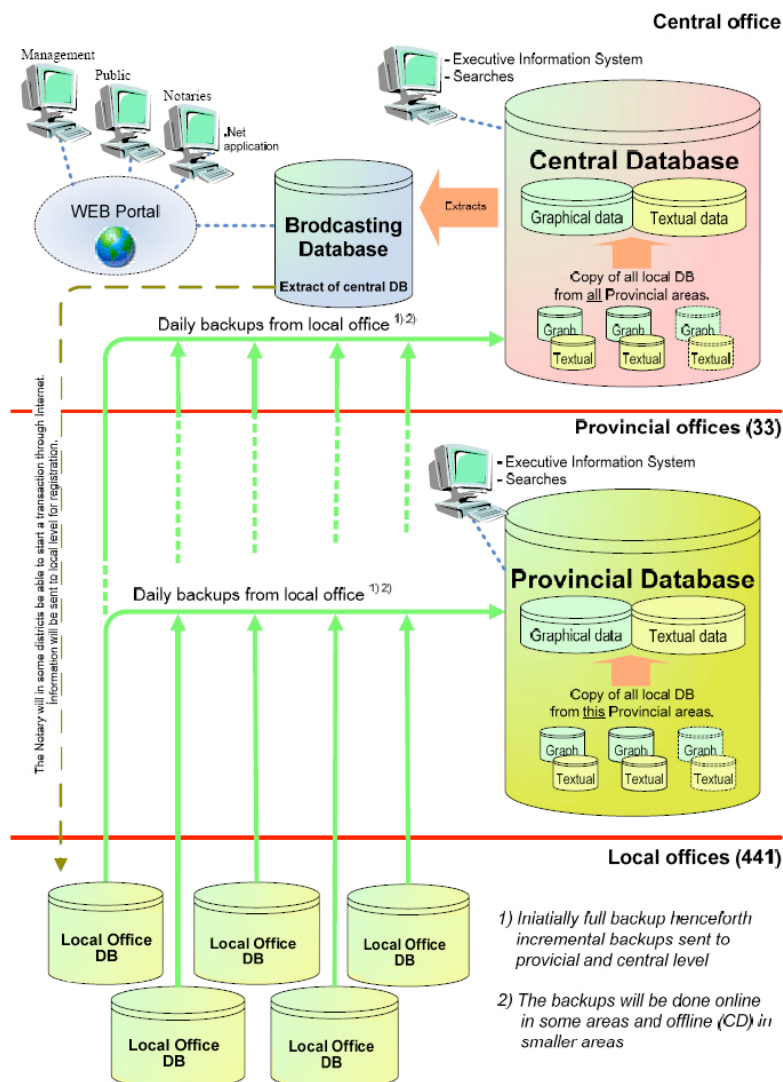 Central office
Management
Public
Notaries
.Net
application
WEB Portal
- Executive Information System
- Searches
Central Database
Graphical data
Textual data
Extracts
Brodcasting
Database
Extract of central DB
Copy of all local DB
from all Provincial areas.
Graph
Textual
Graph
Textual
Graph
Textual
Daily backups from local office 1) 2)
The Notary will in some districts be able to start a transaction through Internet.
Information will be sent to local level for registration.
Provincial offices (33)
- Executive Information System
- Searches
Provincial Database
Graphical data
Textual data
Daily backups from local office 1) 2)
Copy of all local DB
from this Provincial areas.
Graph
Textual
Graph
Textual
Graph
Textual
Local offices (441)
Local Office
DB
Local Office
DB
Local Office
DB
Local Office
DB
Local Office
DB
1) Iniatially full backup henceforth
incremental backups sent to
provicial and central level
2) The backups will be done online
in some areas and offline (CD) in
smaller areas